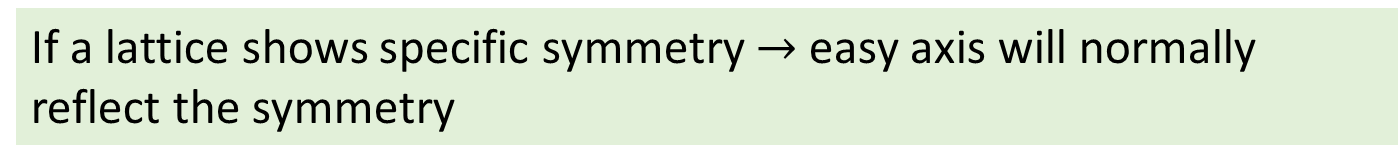 If a lattice shows specific symmetry → easy axis will normally
reflect the symmetry